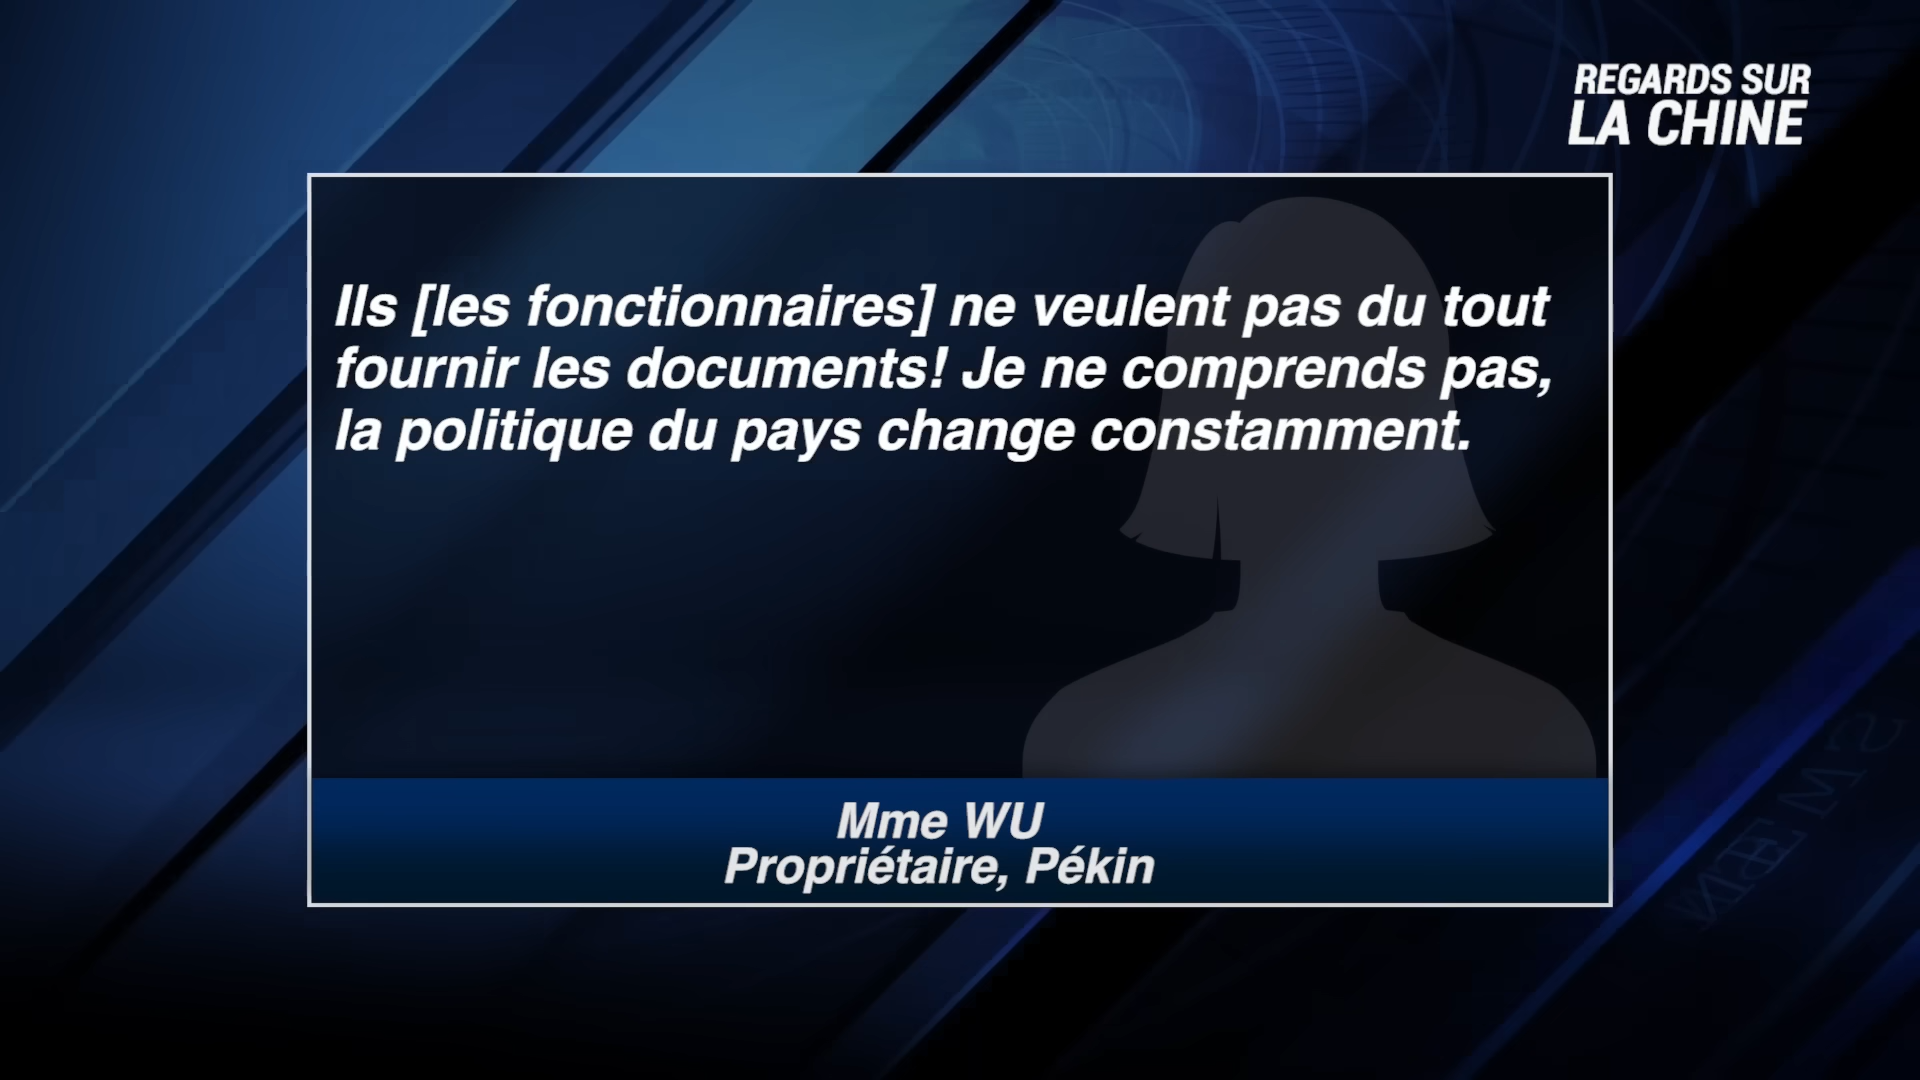 REGARDS SUR
LA CHINE
Ils [les fonctionnaires] ne veulent pas du tout
fournir les documents! Je ne comprends pas,
la politique du pays change constamment.
Mme WU
Propriétaire, Pékin